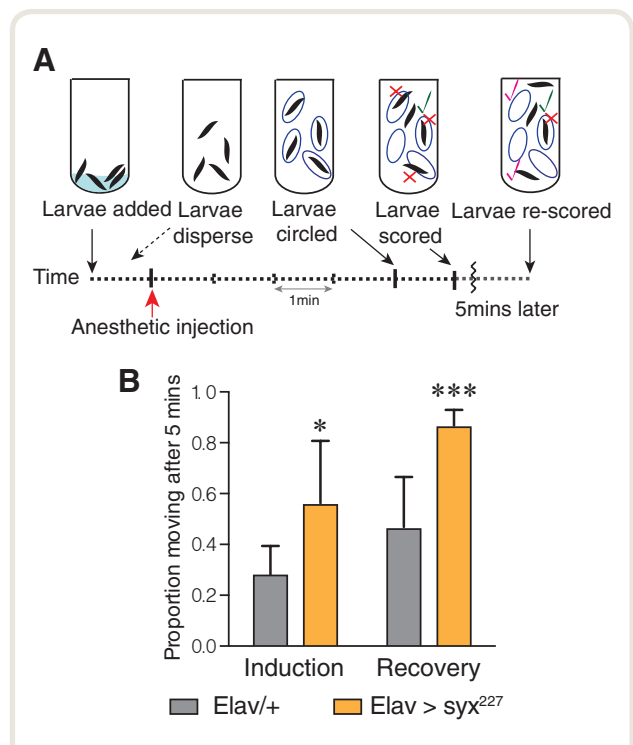 A
Larvae added
Larvae
disperse
Larvae
circled
Larvae
scored
Larvae re-scored
Time
1min
5mins later
Anesthetic injection
B
Proportion moving after 5 mins
1.0
0.8
0.6
0.4
0.2
0.0
*
***
Induction
Recovery
Elav/+
Elav > syx²²⁷